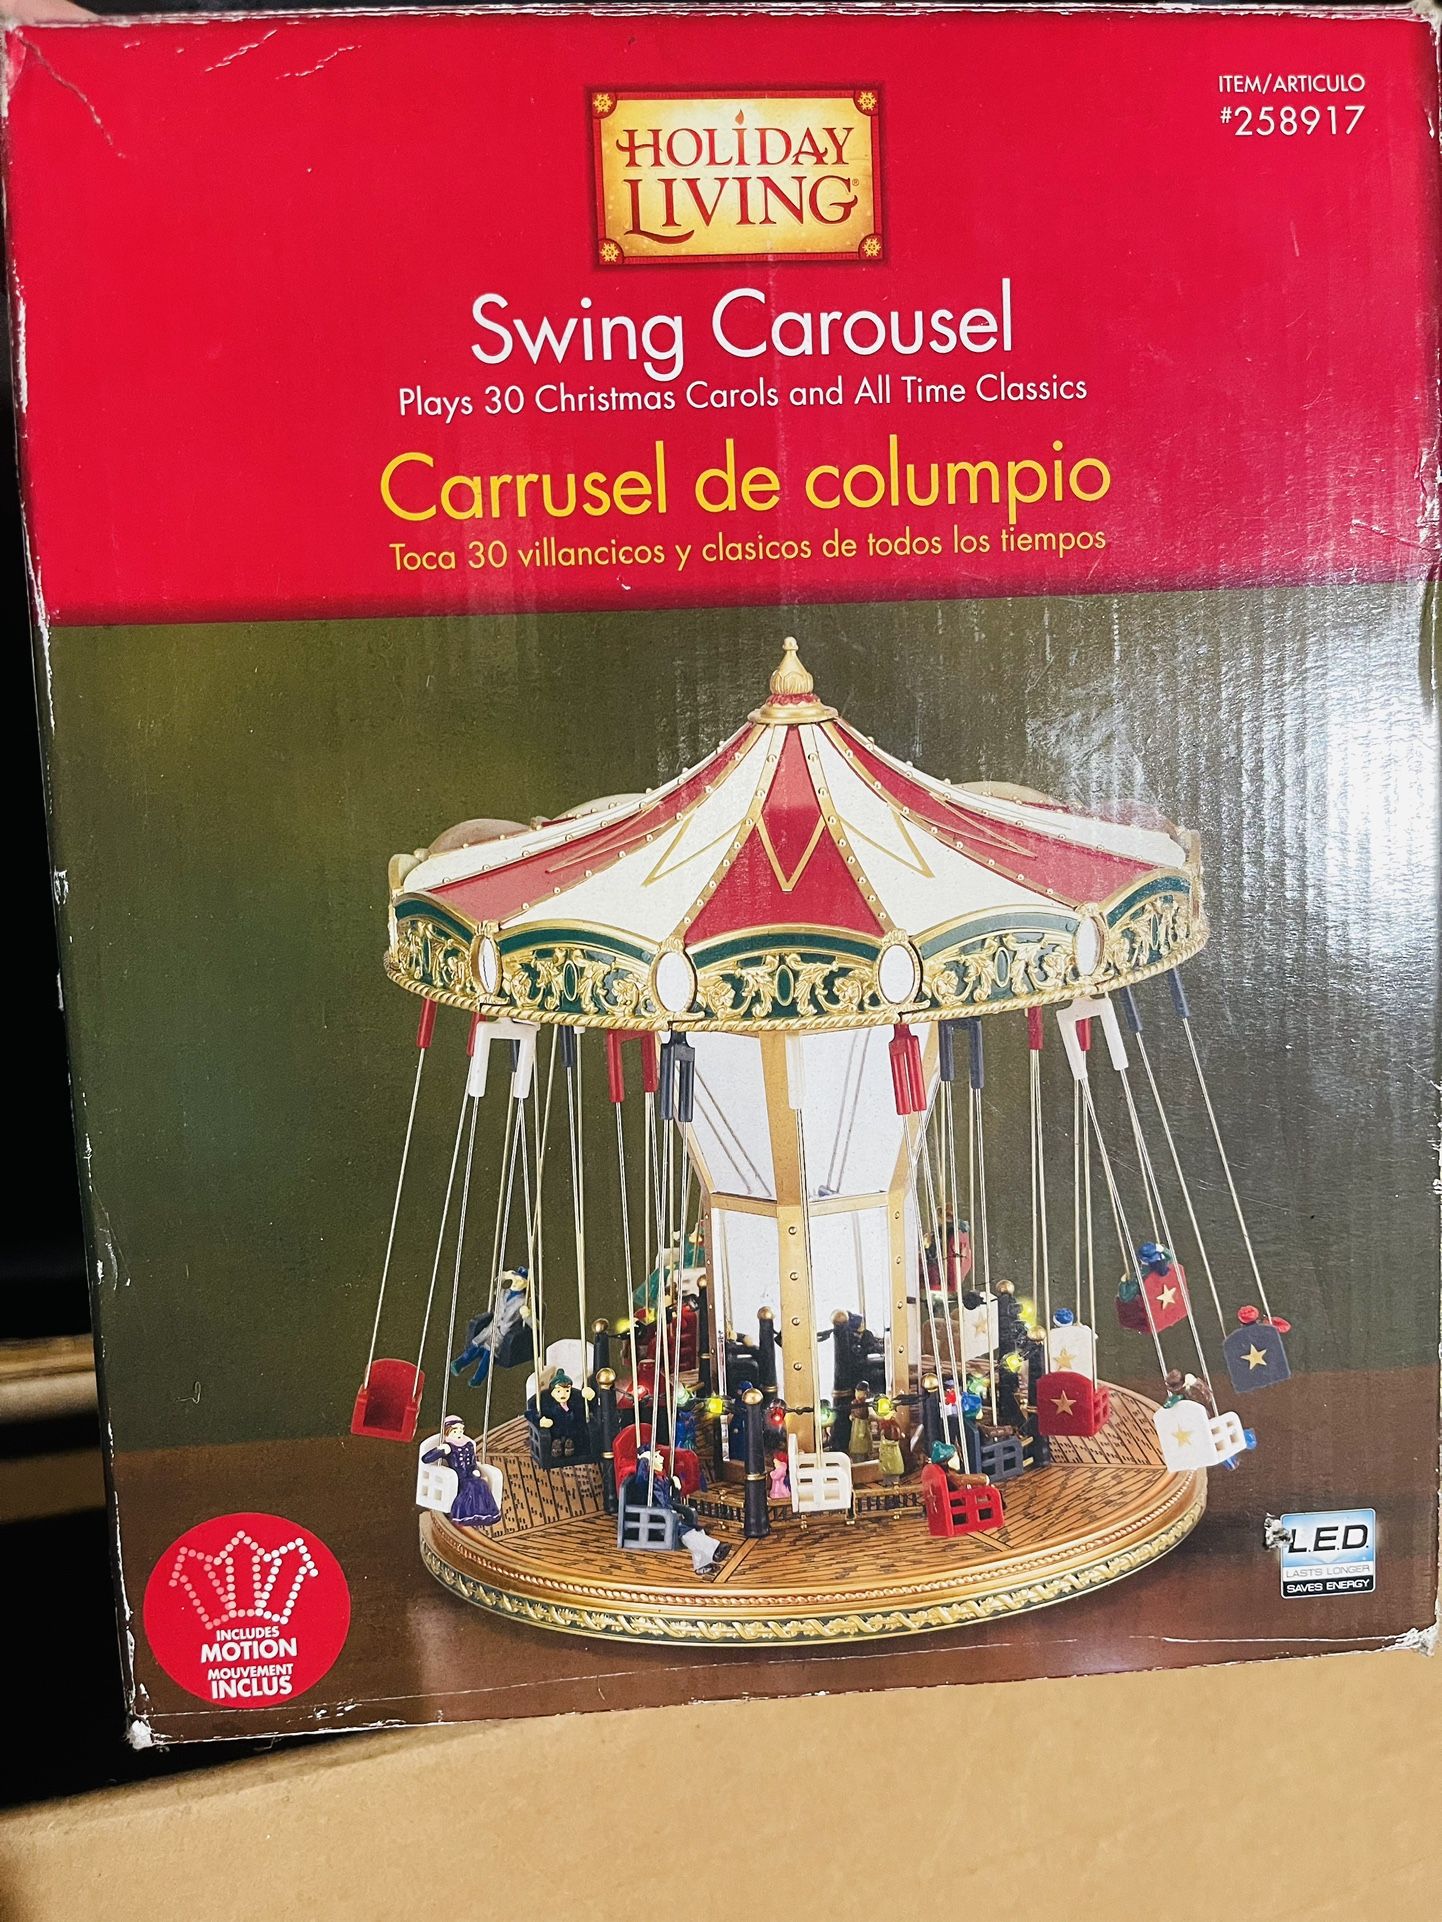 ITEM/ARTICULO
#258917
HOLIDAY
LIVING®
Swing Carousel
Plays 30 Christmas Carols and All Time Classics
Carrusel de columpio
Toca 30 villancicos y clasicos de todos los tiempos
INCLUDES
MOTION
MOUVEMENT
INCLUS
L.E.D.
LASTS LONGER
SAVES ENERGY